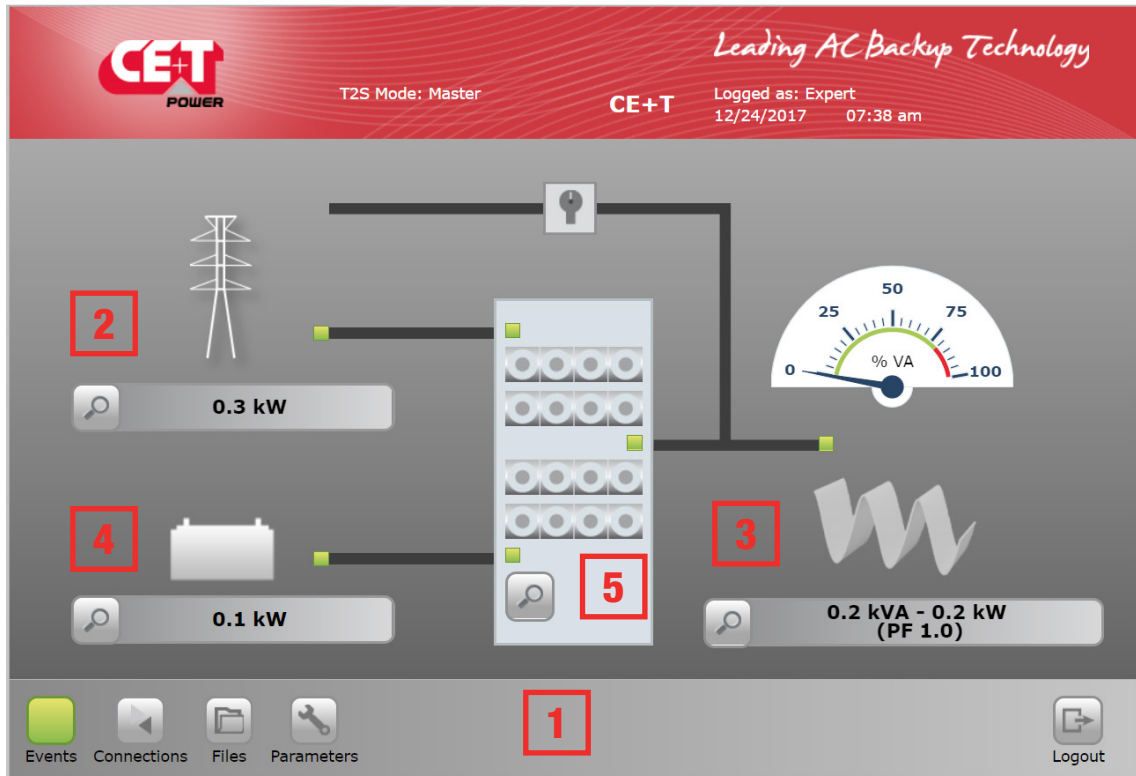 CE+T
POWER
Leading AC Backup Technology
T2S Mode: Master
CE+T
Logged as: Expert
12/24/2017 07:38 am
2
0.3 kW
0
25
50
75
100
% VA
4
0.1 kW
5
3
0.2 kVA - 0.2 kW
(PF 1.0)
1
Events Connections Files Parameters
Logout